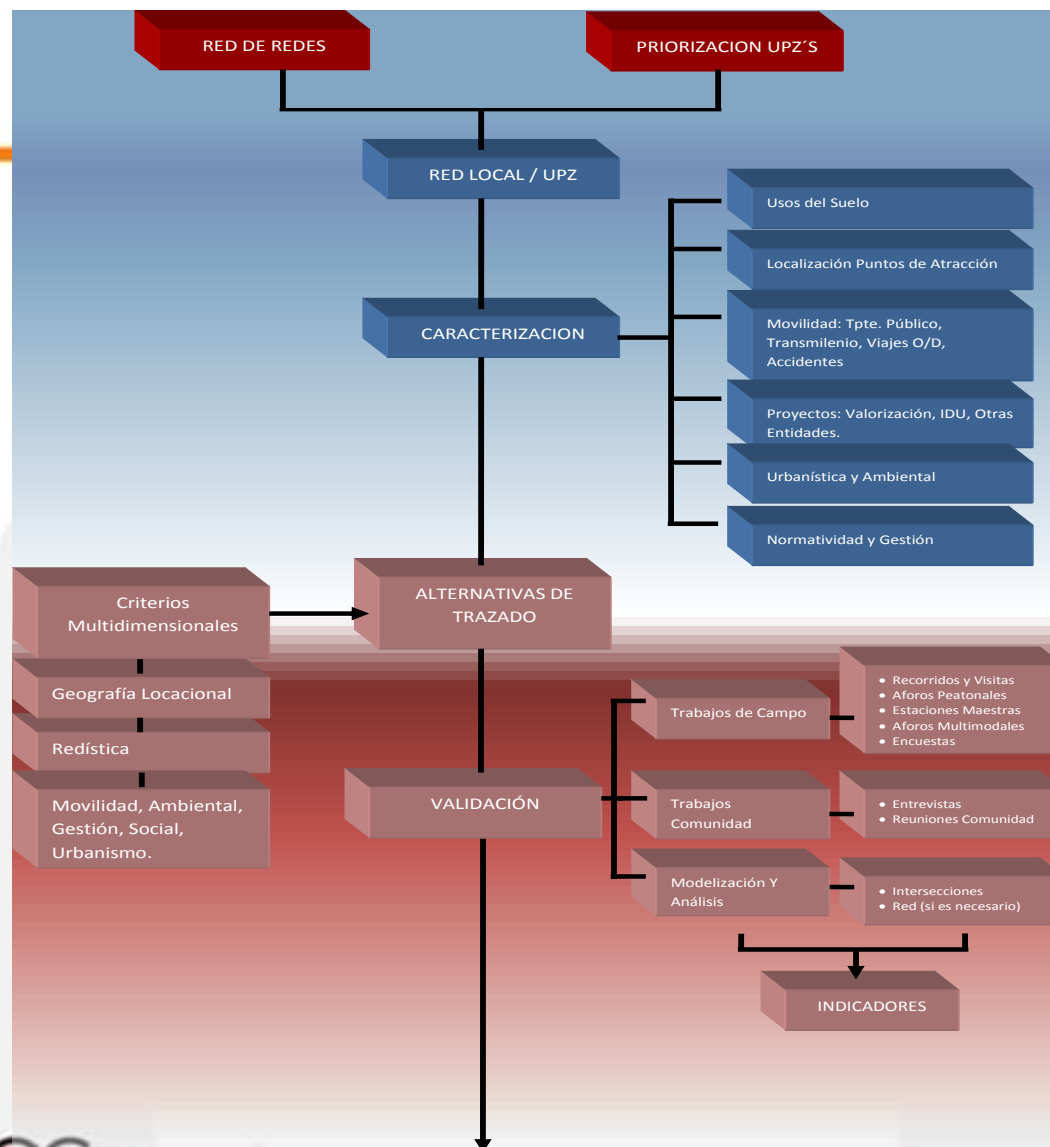 RED DE REDES
PRIORIZACION UPZ´S
RED LOCAL / UPZ
Usos del Suelo
Localización Puntos de Atracción
CARACTERIZACION
Movilidad: Tpte. Público,
Transmilenio, Viajes O/D,
Accidentes
Proyectos: Valorización, IDU, Otras
Entidades.
Urbanística y Ambiental
Normatividad y Gestión
ALTERNATIVAS DE
TRAZADO
Criterios
Multidimensionales
Geografía Locacional
Redística
Movilidad, Ambiental,
Gestión, Social,
Urbanismo.
VALIDACIÓN
Trabajos de Campo
• Recorridos y Visitas
• Aforos Peatonales
• Estaciones Maestras
• Aforos Multimodales
• Encuestas
Trabajos
Comunidad
• Entrevistas
• Reuniones Comunidad
Modelización Y
Análisis
• Intersecciones
• Red (si es necesario)
INDICADORES